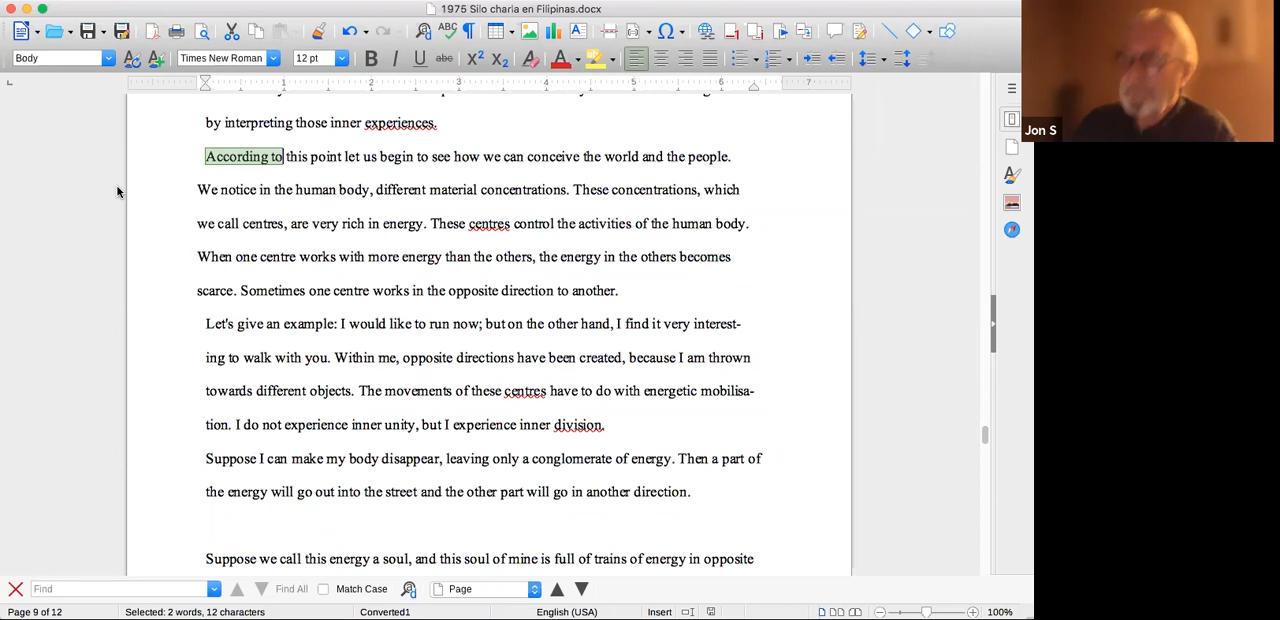 1975 Silo charia en Filipinas.docx
Body
Times New Roman
12 pt
1 2 3 4 5 6 7
by interpreting those inner experiences.
According to this point let us begin to see how we can conceive the world and the people.
We notice in the human body, different material concentrations. These concentrations, which
we call centres, are very rich in energy. These centres control the activities of the human body.
When one centre works with more energy than the others, the energy in the others becomes
scarce. Sometimes one centre works in the opposite direction to another.
Let's give an example: I would like to run now; but on the other hand, I find it very interest-
ing to walk with you. Within me, opposite directions have been created, because I am thrown
towards different objects. The movements of these centres have to do with energetic mobilisa-
tion. I do not experience inner unity, but I experience inner division.
Suppose I can make my body disappear, leaving only a conglomerate of energy. Then a part of
the energy will go out into the street and the other part will go in another direction.
Suppose we call this energy a soul, and this soul of mine is full of trains of energy in opposite
Find
Find All
Match Case
Page
Page 9 of 12
Selected: 2 words, 12 characters
Converted1
English (USA)
Insert
100%
Jon S